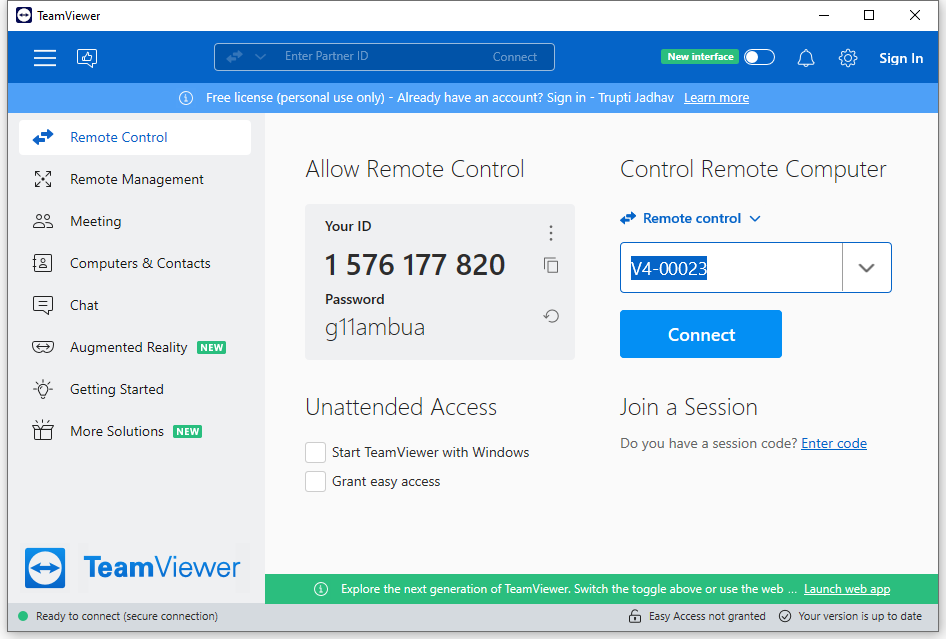 TeamViewer
Enter Partner ID
Connect
New interface
Sign In
Free license (personal use only) - Already have an account? Sign in - Trupti Jadhav Learn more
Remote Control
Remote Management
Meeting
Computers & Contacts
Chat
Augmented Reality NEW
Getting Started
More Solutions NEW
TeamViewer
Allow Remote Control
Your ID
1 576 177 820
Password
g11ambua
Unattended Access
Start TeamViewer with Windows
Grant easy access
Control Remote Computer
Remote control
V4-00023
Connect
Join a Session
Do you have a session code? Enter code
Explore the next generation of TeamViewer. Switch the toggle above or use the web ... Launch web app
Ready to connect (secure connection)
Easy Access not granted
Your version is up to date